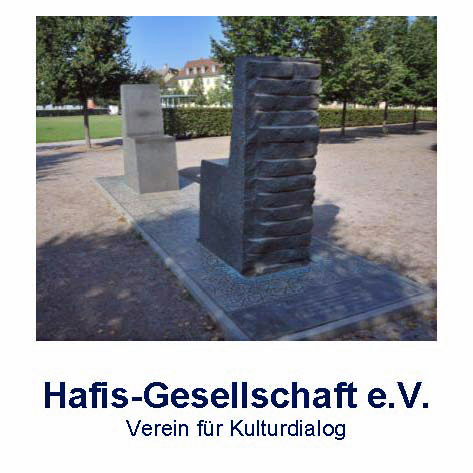 Hafis-Gesellschaft e.V.
Verein für Kulturdialog